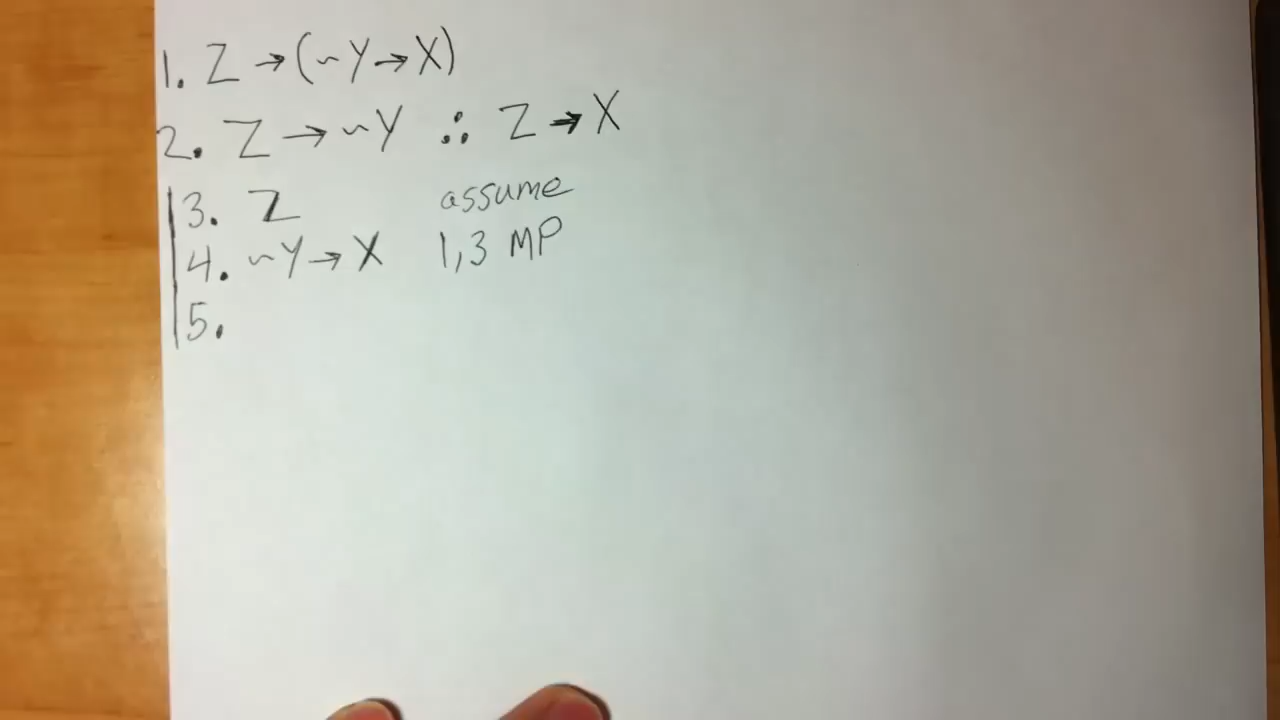 1. Z → (~Y → X)
2. Z → ~Y ∴ Z → X
3. Z assume
4. ~Y → X 1,3 MP
5.